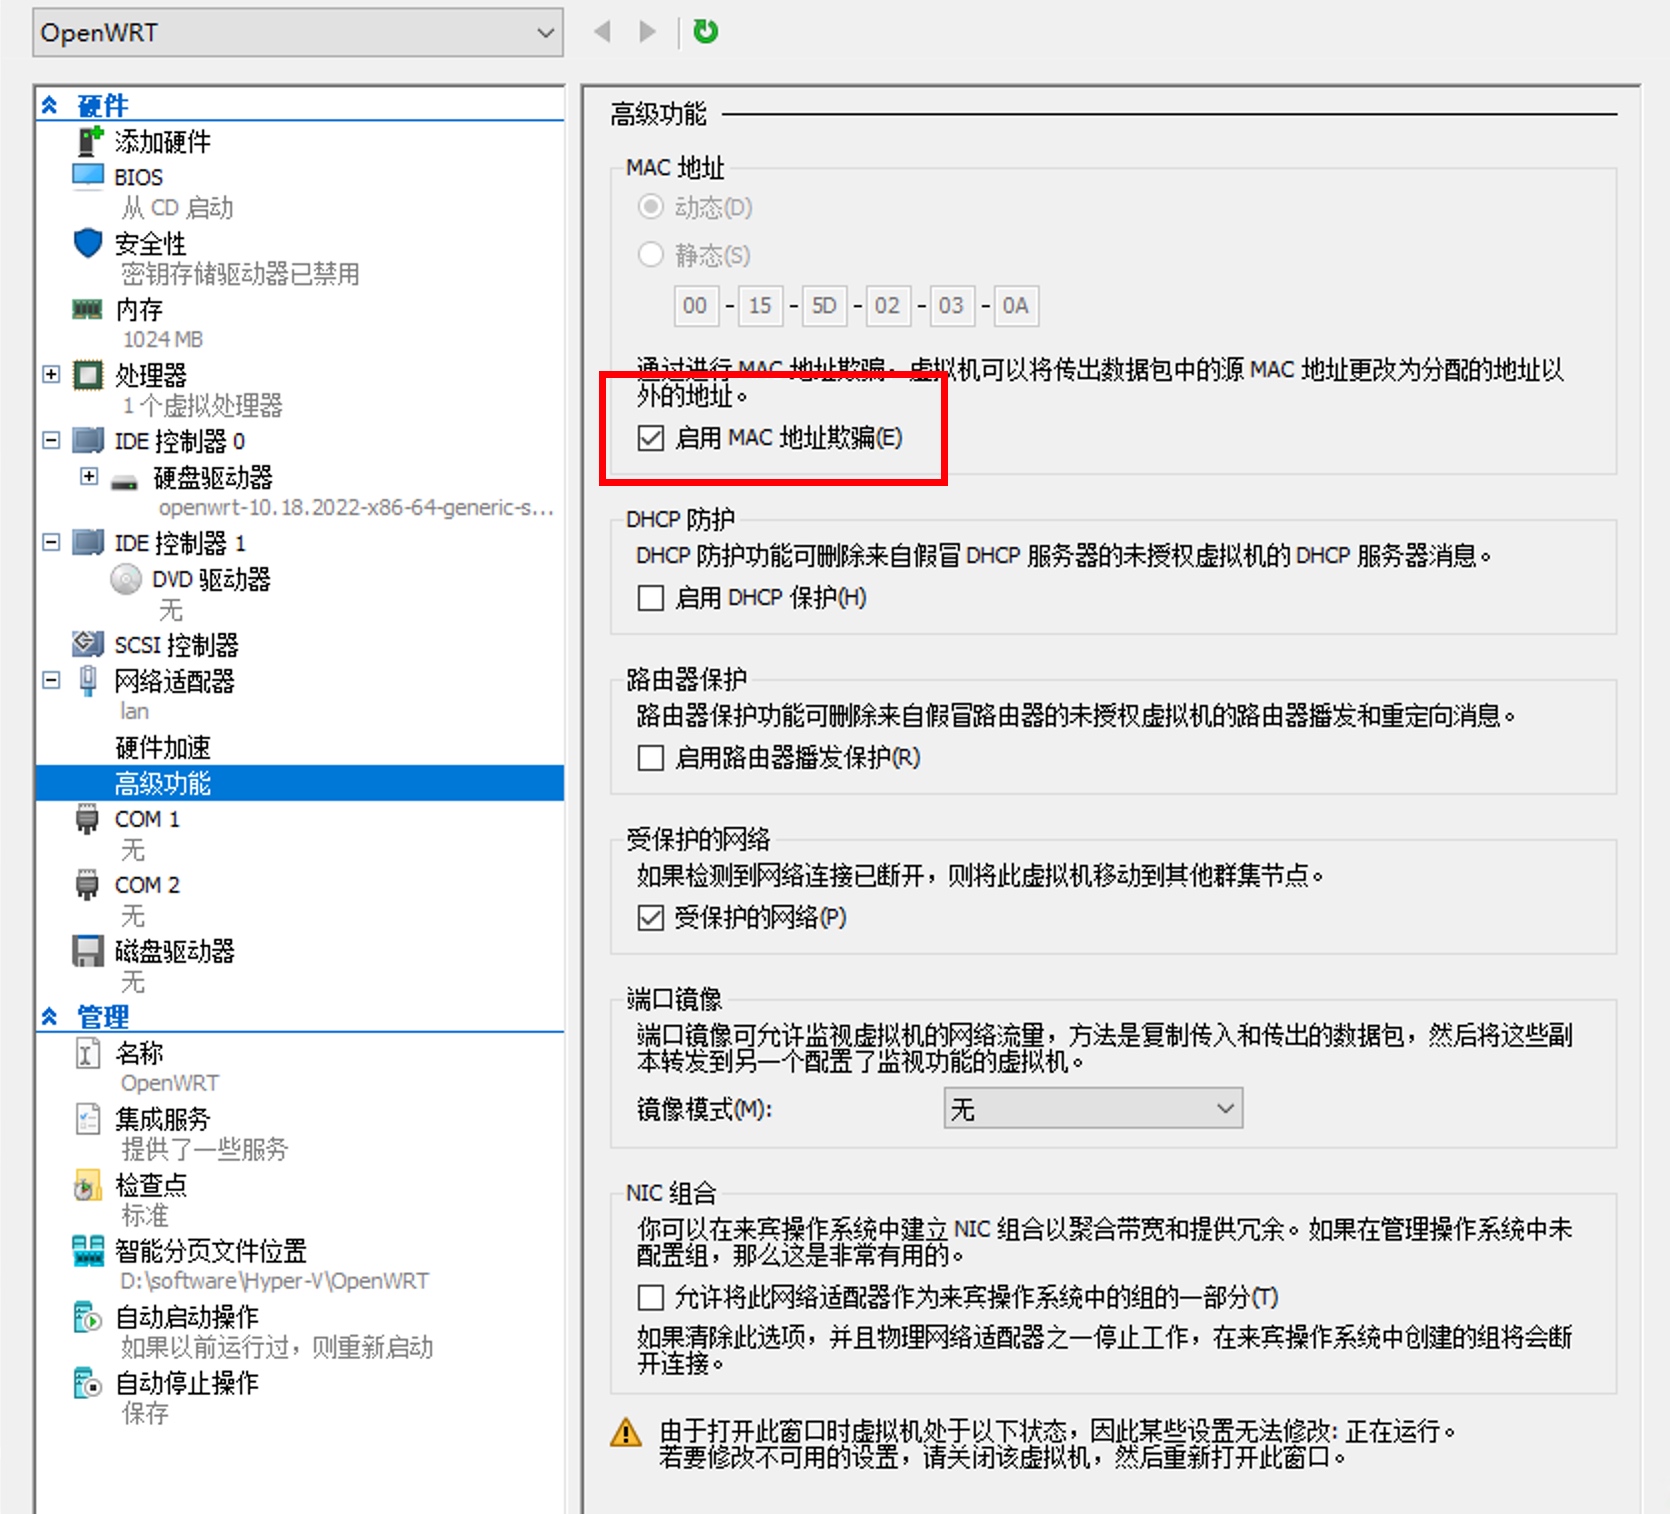 OpenWRT
硬件
添加硬件
BIOS
从 CD 启动
安全性
密钥存储驱动器已禁用
内存
1024 MB
处理器
1 个虚拟处理器
IDE 控制器 0
硬盘驱动器
openwrt-10.18.2022-x86-64-generic-s...
IDE 控制器 1
DVD 驱动器
无
SCSI 控制器
网络适配器
lan
硬件加速
高级功能
COM 1
无
COM 2
无
磁盘驱动器
无
管理
名称
OpenWRT
集成服务
提供了一些服务
检查点
标准
智能分页文件位置
D:\software\Hyper-V\OpenWRT
自动启动操作
如果以前运行过，则重新启动
自动停止操作
保存
高级功能
MAC 地址
动态(D)
静态(S)
00 - 15 - 5D - 02 - 03 - 0A
通过进行 MAC 地址欺骗，虚拟机可以将传出数据包中的源 MAC 地址更改为分配的地址以
外的地址。
启用 MAC 地址欺骗(E)
DHCP 防护
DHCP 防护功能可删除来自假冒 DHCP 服务器的未授权虚拟机的 DHCP 服务器消息。
启用 DHCP 保护(H)
路由器保护
路由器保护功能可删除来自假冒路由器的未授权虚拟机的路由器播发和重定向消息。
启用路由器播发保护(R)
受保护的网络
如果检测到网络连接已断开，则将此虚拟机移动到其他群集节点。
受保护的网络(P)
端口镜像
端口镜像可允许监视虚拟机的网络流量，方法是复制传入和传出的数据包，然后将这些副
本转发到另一个配置了监视功能的虚拟机。
镜像模式(M): 无
NIC 组合
你可以在来宾操作系统中建立 NIC 组合以聚合带宽和提供冗余。如果在管理操作系统中未
配置组，那么这是非常有用的。
允许将此网络适配器作为来宾操作系统中的组的一部分(T)
如果清除此选项，并且物理网络适配器之一停止工作，在来宾操作系统中创建的组将会断
开连接。
由于打开此窗口时虚拟机处于以下状态，因此某些设置无法修改: 正在运行。
若要修改不可用的设置，请关闭该虚拟机，然后重新打开此窗口。